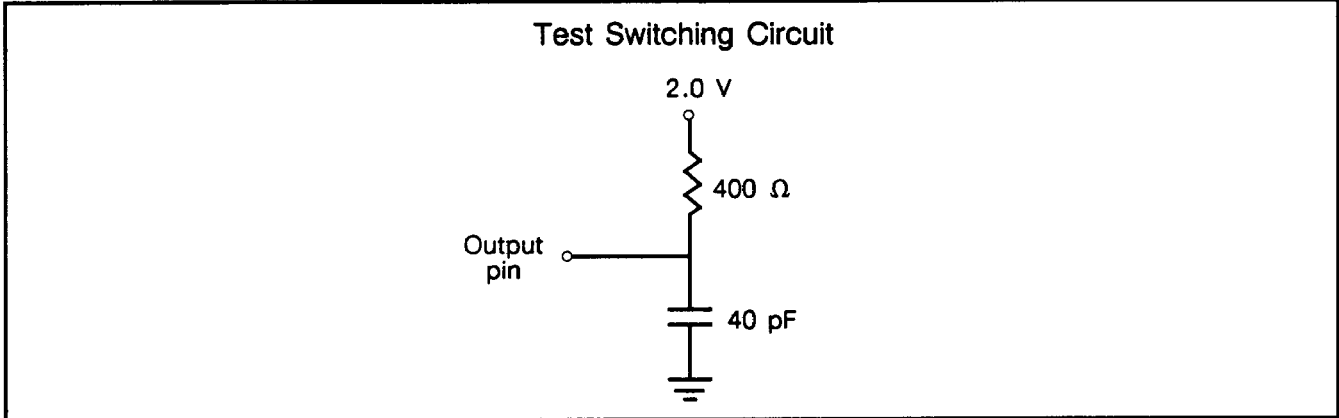 Test Switching Circuit
2.0 V
400 Ω
Output
pin
40 pF